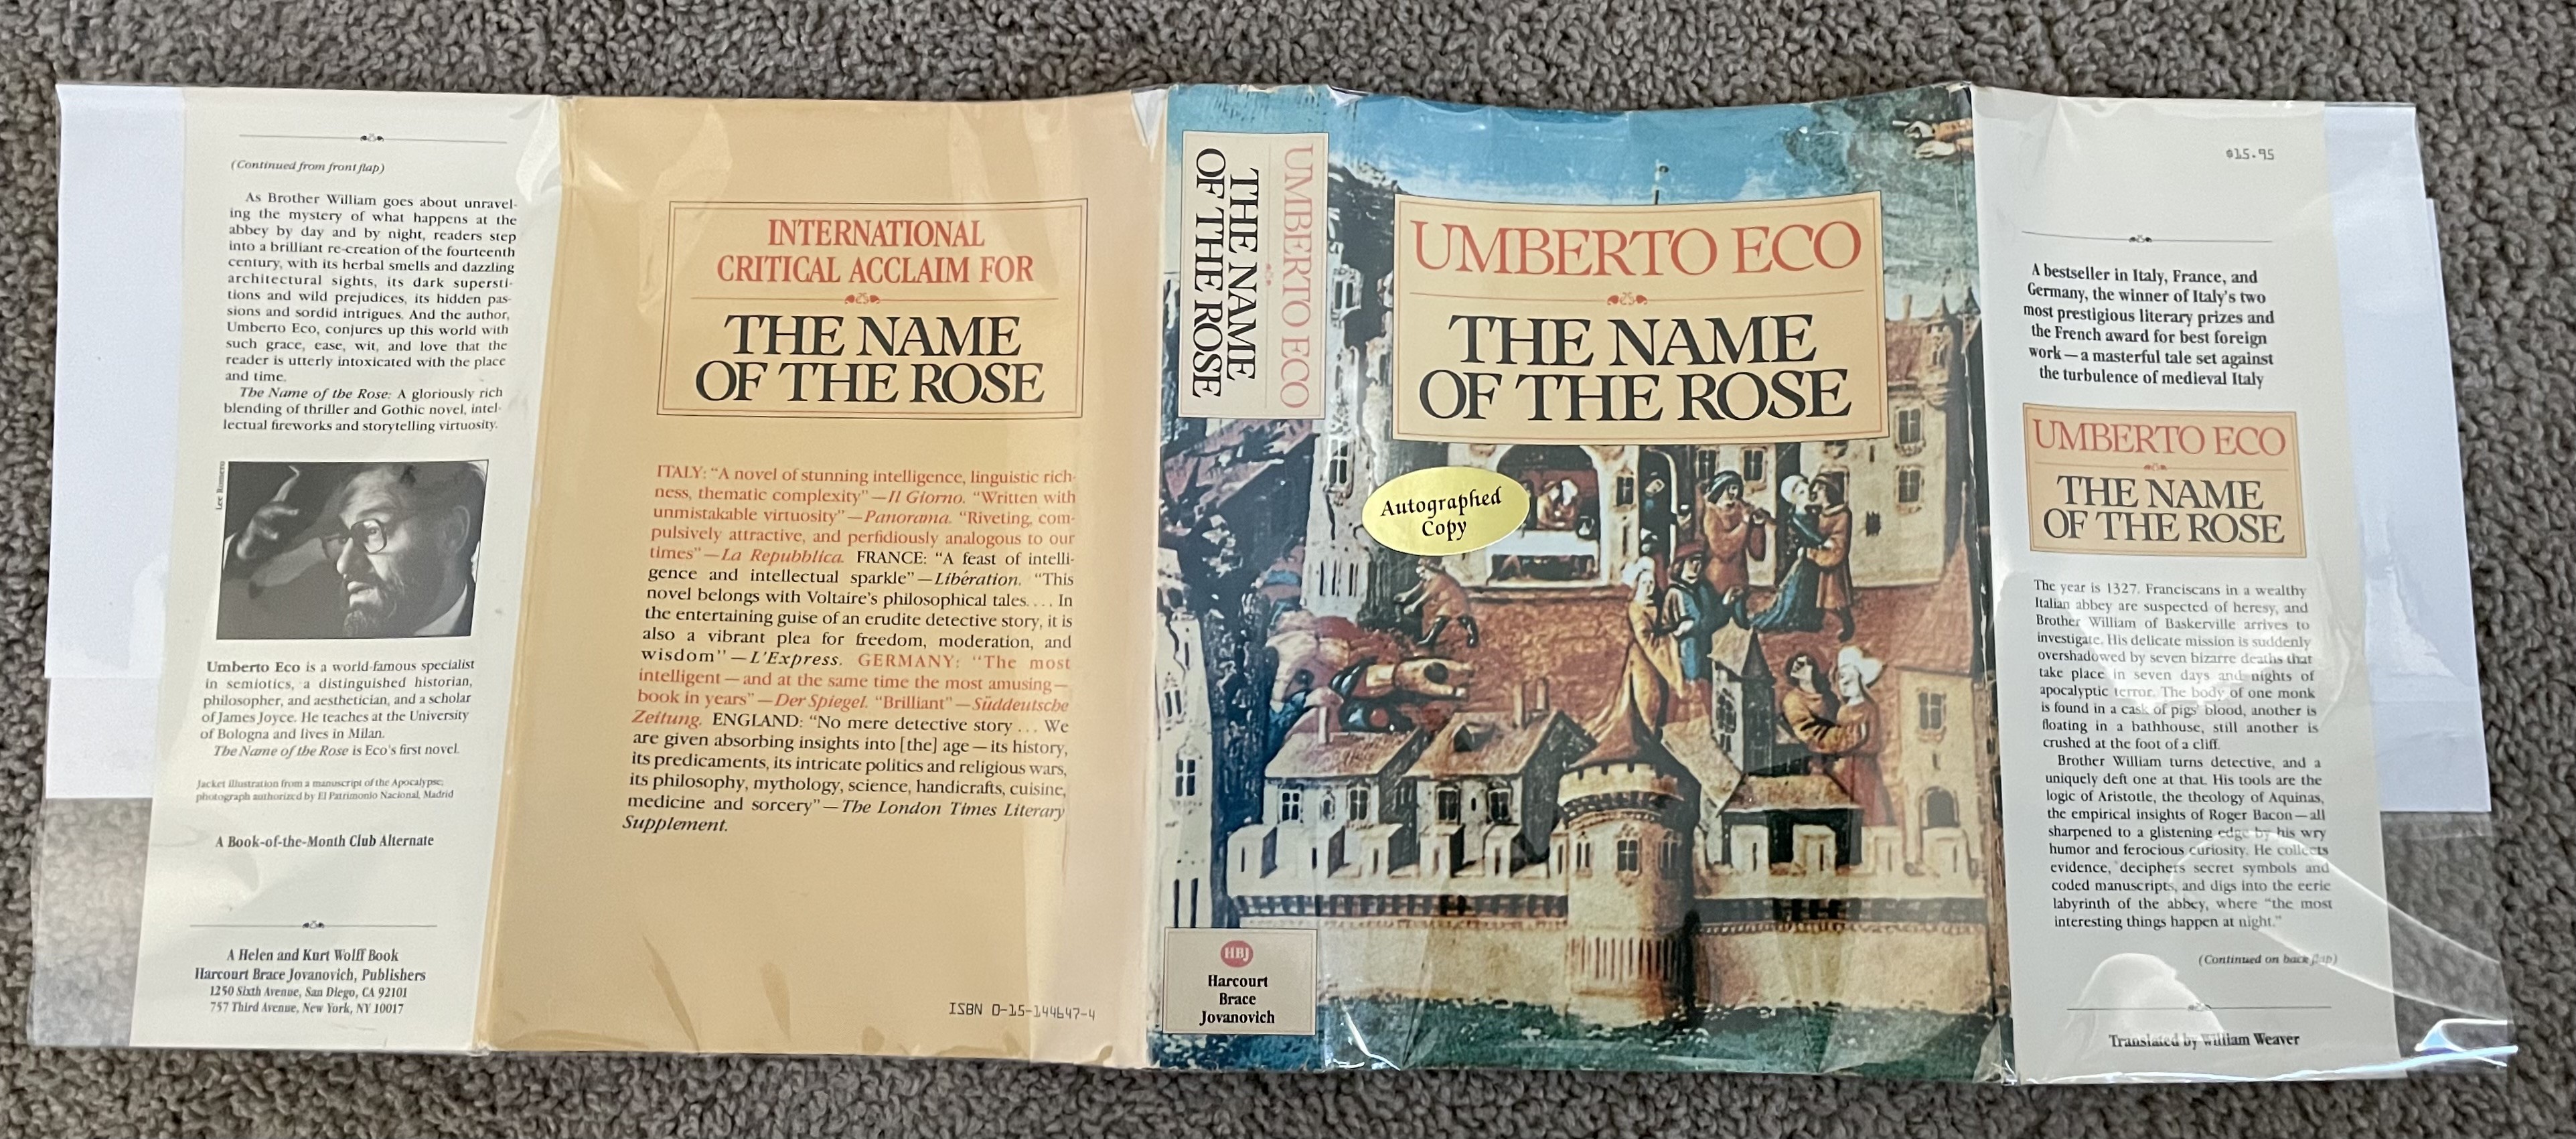 (Continued from front flap)
As Brother William goes about unravel-
ing the mystery of what happens at the
abbey by day and by night, readers step
into a brilliant re-creation of the fourteenth
century, with its herbal smells and dazzling
architectural sights, its dark supersti-
tions and wild prejudices, its hidden pas-
sions and sordid intrigues. And the author,
Umberto Eco, conjures up this world with
such grace, ease, wit, and love that the
reader is utterly intoxicated with the place
and time.
The Name of the Rose: A gloriously rich
blending of thriller and Gothic novel, intel-
lectual fireworks and storytelling virtuosity.
Lee Romero
Umberto Eco is a world-famous specialist
in semiotics, a distinguished historian,
philosopher, and aesthetician, and a scholar
of James Joyce. He teaches at the University
of Bologna and lives in Milan.
The Name of the Rose is Eco's first novel.
Jacket illustration from a manuscript of the Apocalypse;
photograph authorized by El Patrimonio Nacional, Madrid
A Book-of-the-Month Club Alternate
A Helen and Kurt Wolff Book
Harcourt Brace Jovanovich, Publishers
1250 Sixth Avenue, San Diego, CA 92101
757 Third Avenue, New York, NY 10017
INTERNATIONAL
CRITICAL ACCLAIM FOR
THE NAME
OF THE ROSE
ITALY: “A novel of stunning intelligence, linguistic rich-
ness, thematic complexity”—Il Giorno. “Written with
unmistakable virtuosity”—Panorama. “Riveting, com-
pulsively attractive, and perfidiously analogous to our
times”—La Repubblica. FRANCE: “A feast of intelli-
gence and intellectual sparkle”—Libération. “This
novel belongs with Voltaire's philosophical tales. . . . In
the entertaining guise of an erudite detective story, it is
also a vibrant plea for freedom, moderation, and
wisdom”—L'Express. GERMANY: “The most
intelligent—and at the same time the most amusing—
book in years”—Der Spiegel. “Brilliant”—Süddeutsche
Zeitung. ENGLAND: “No mere detective story . . . We
are given absorbing insights into [the] age—its history,
its predicaments, its intricate politics and religious wars,
its philosophy, mythology, science, handicrafts, cuisine,
medicine and sorcery”—The London Times Literary
Supplement.
ISBN 0-15-144647-4
UMBERTO ECO
THE NAME
OF THE ROSE
HBJ
Harcourt
Brace
Jovanovich
UMBERTO ECO
THE NAME
OF THE ROSE
Autographed
Copy
$15.95
A bestseller in Italy, France, and
Germany, the winner of Italy's two
most prestigious literary prizes and
the French award for best foreign
work—a masterful tale set against
the turbulence of medieval Italy
UMBERTO ECO
THE NAME
OF THE ROSE
The year is 1327. Franciscans in a wealthy
Italian abbey are suspected of heresy, and
Brother William of Baskerville arrives to
investigate. His delicate mission is suddenly
overshadowed by seven bizarre deaths that
take place in seven days and nights of
apocalyptic terror. The body of one monk
is found in a cask of pigs' blood, another is
floating in a bathhouse, still another is
crushed at the foot of a cliff.
Brother William turns detective, and a
uniquely deft one at that. His tools are the
logic of Aristotle, the theology of Aquinas,
the empirical insights of Roger Bacon—all
sharpened to a glistening edge by his wry
humor and ferocious curiosity. He collects
evidence, deciphers secret symbols and
coded manuscripts, and digs into the eerie
labyrinth of the abbey, where “the most
interesting things happen at night.”
(Continued on back flap)
Translated by William Weaver